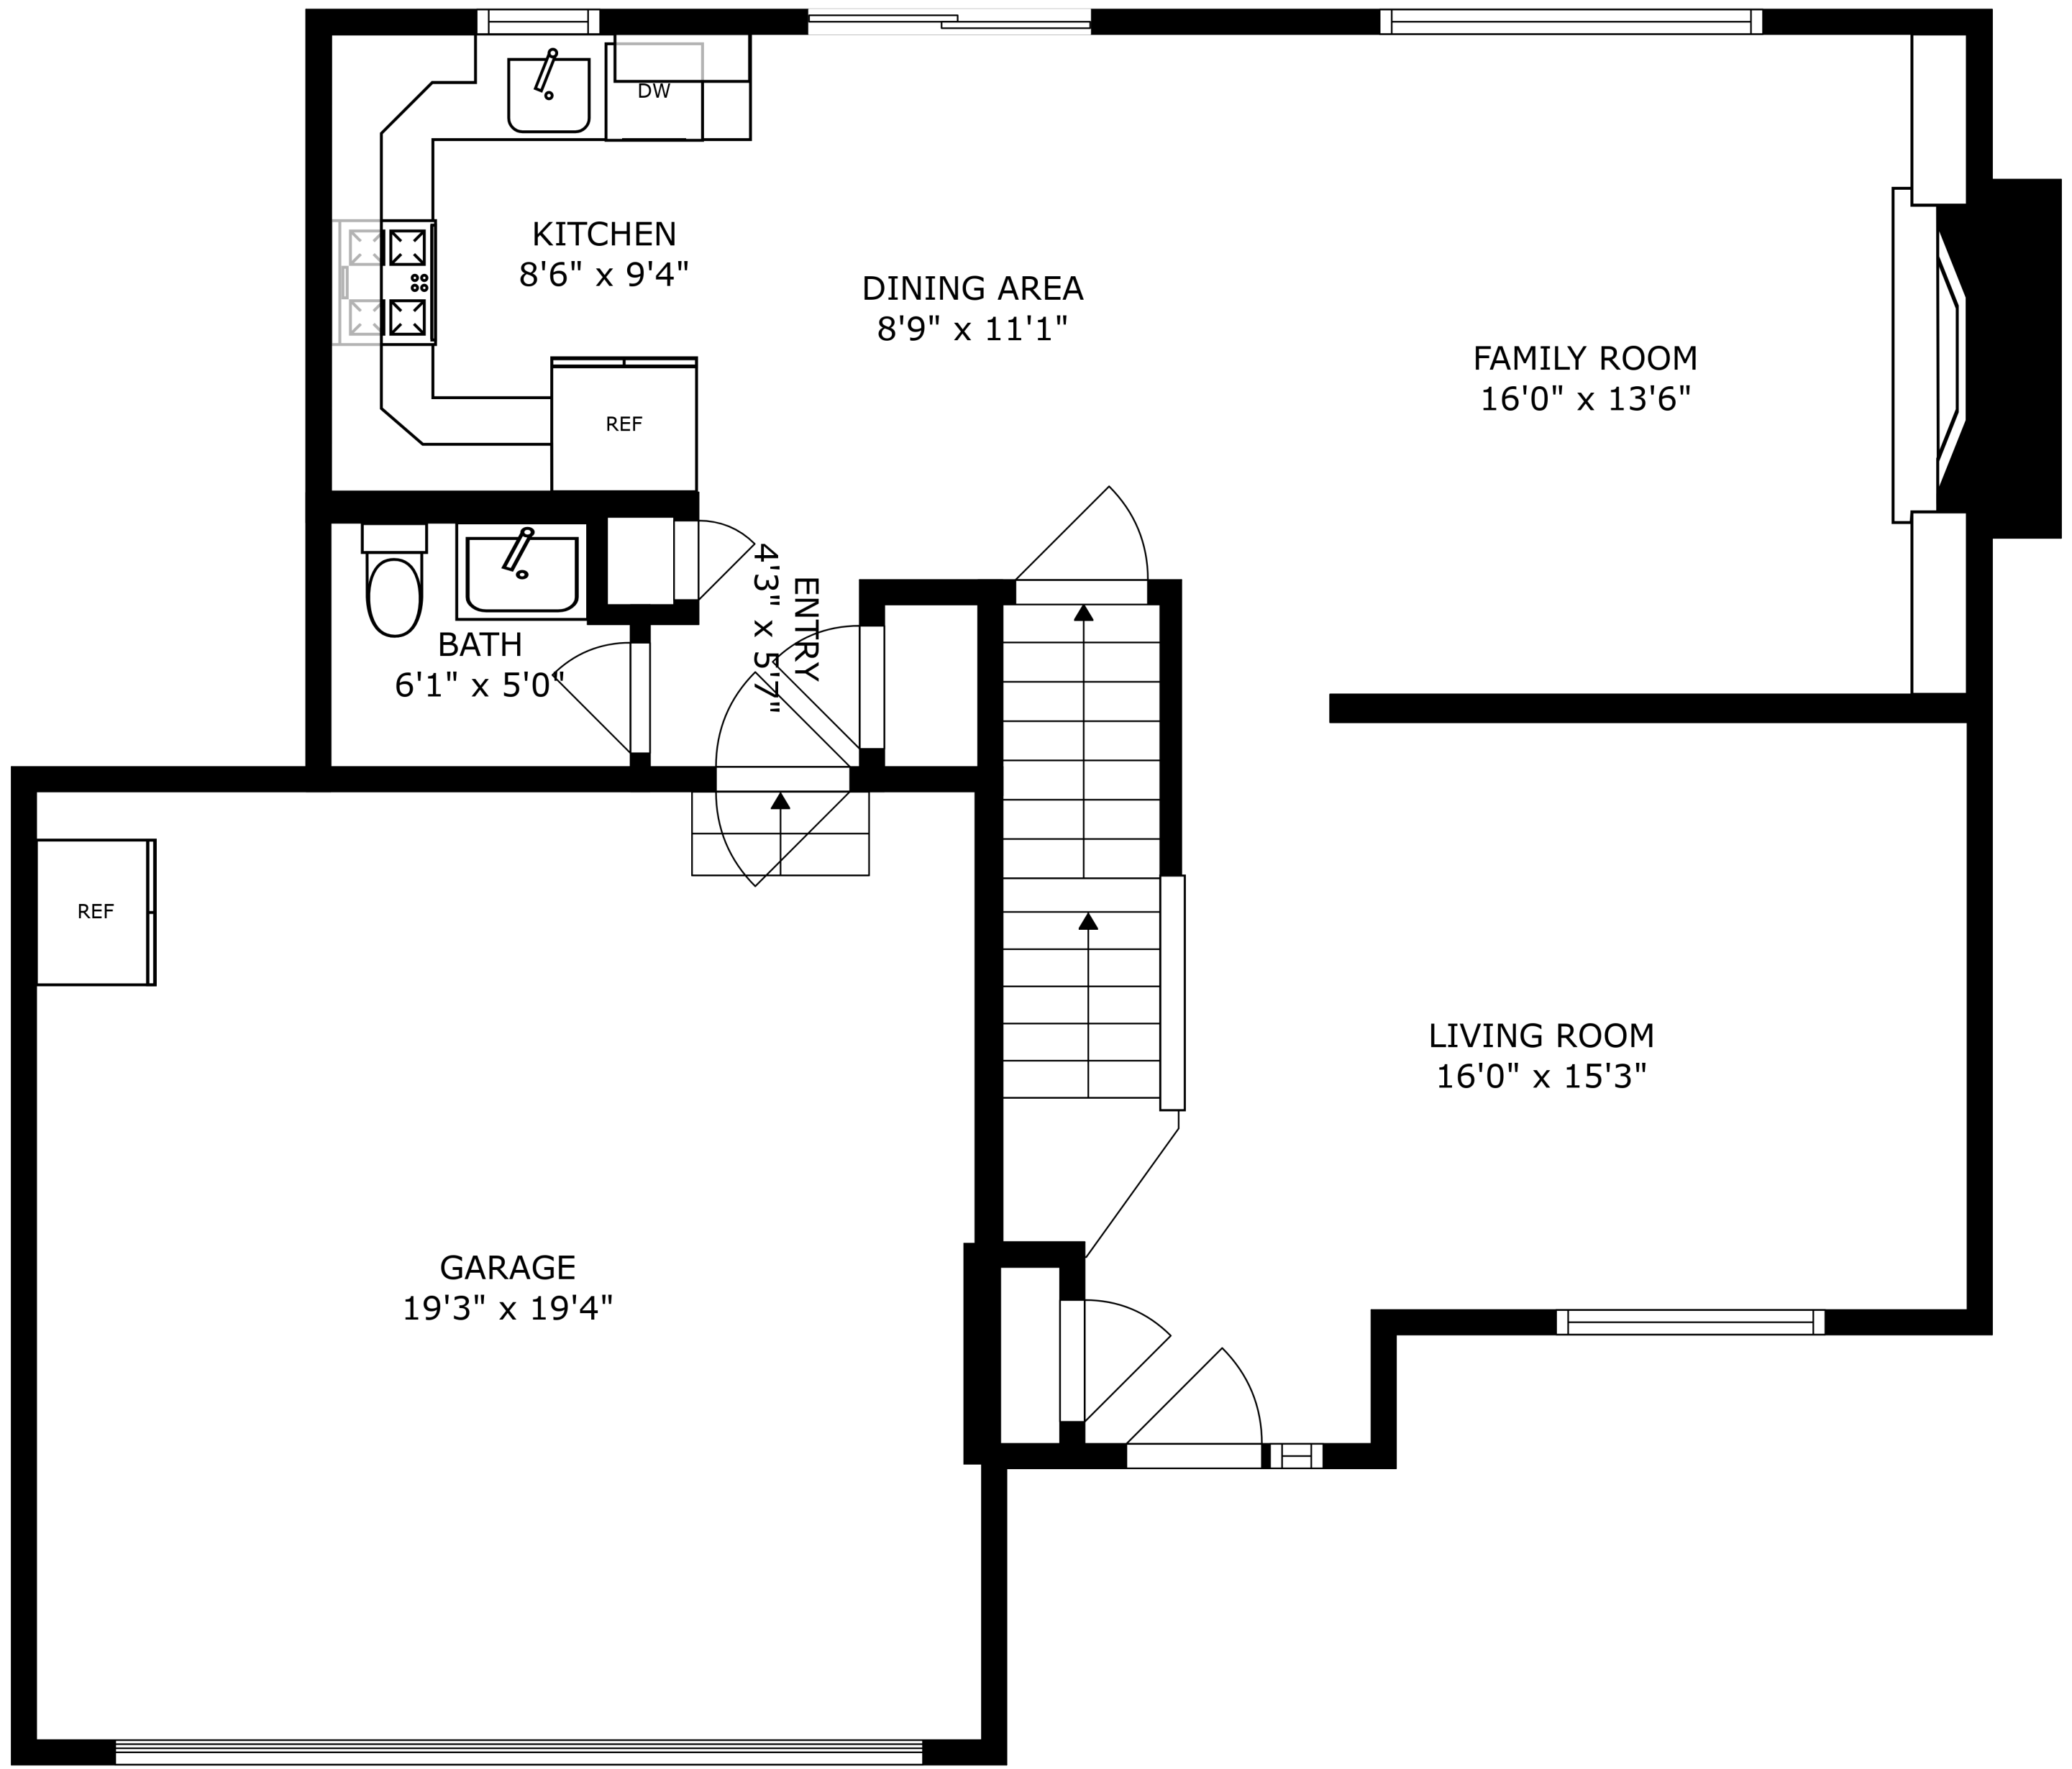 DW
KITCHEN
8'6" x 9'4"
DINING AREA
8'9" x 11'1"
FAMILY ROOM
16'0" x 13'6"
REF
ENTRY
4'3" x 5'7"
BATH
6'1" x 5'0"
REF
LIVING ROOM
16'0" x 15'3"
GARAGE
19'3" x 19'4"